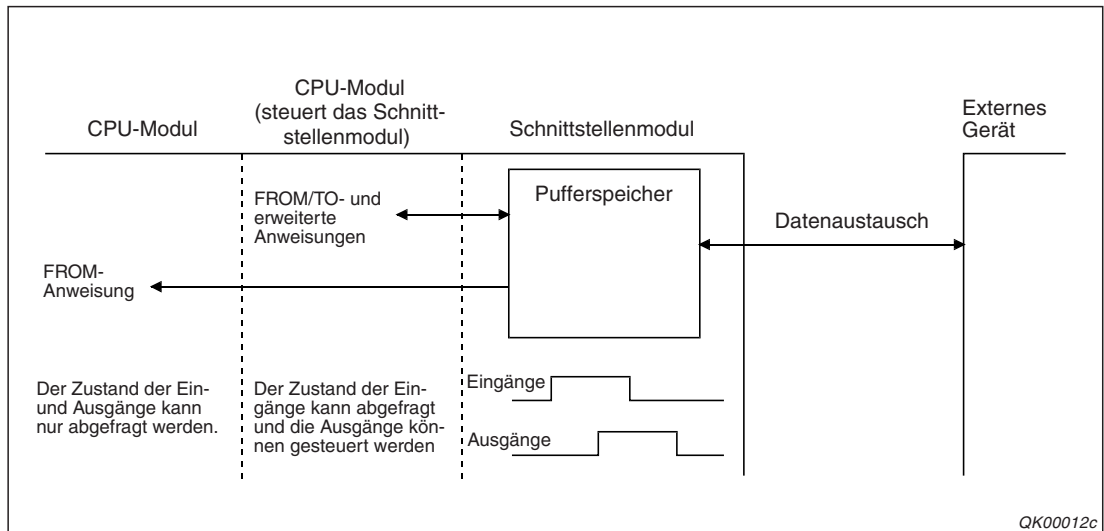 CPU-Modul
CPU-Modul
(steuert das Schnitt-
stellenmodul)
Schnittstellenmodul
Externes
Gerät
FROM/TO- und
erweiterte
Anweisungen
Pufferspeicher
Datenaustausch
FROM-
Anweisung
Der Zustand der Ein-
und Ausgänge kann
nur abgefragt werden.
Der Zustand der Ein-
gänge kann abgefragt
und die Ausgänge kön-
nen gesteuert werden
Eingänge
Ausgänge
QK00012c